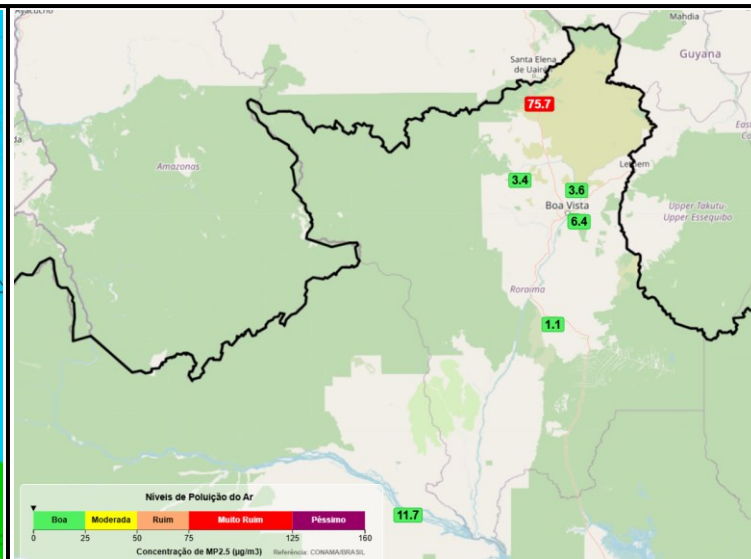 Ayacucho
Mahdia
Guyana
Santa Elena
de Uairén
75.7
Amazonas
3.4
3.6
Boa Vista
6.4
Upper Takutu-
Upper Essequibo
Roraima
1.1
11.7
Níveis de Poluição do Ar
Boa Moderada Ruim Muito Ruim Péssimo
0 25 50 75 125 160
Concentração de MP2.5 (µg/m3) Referência: CONAMA/BRASIL